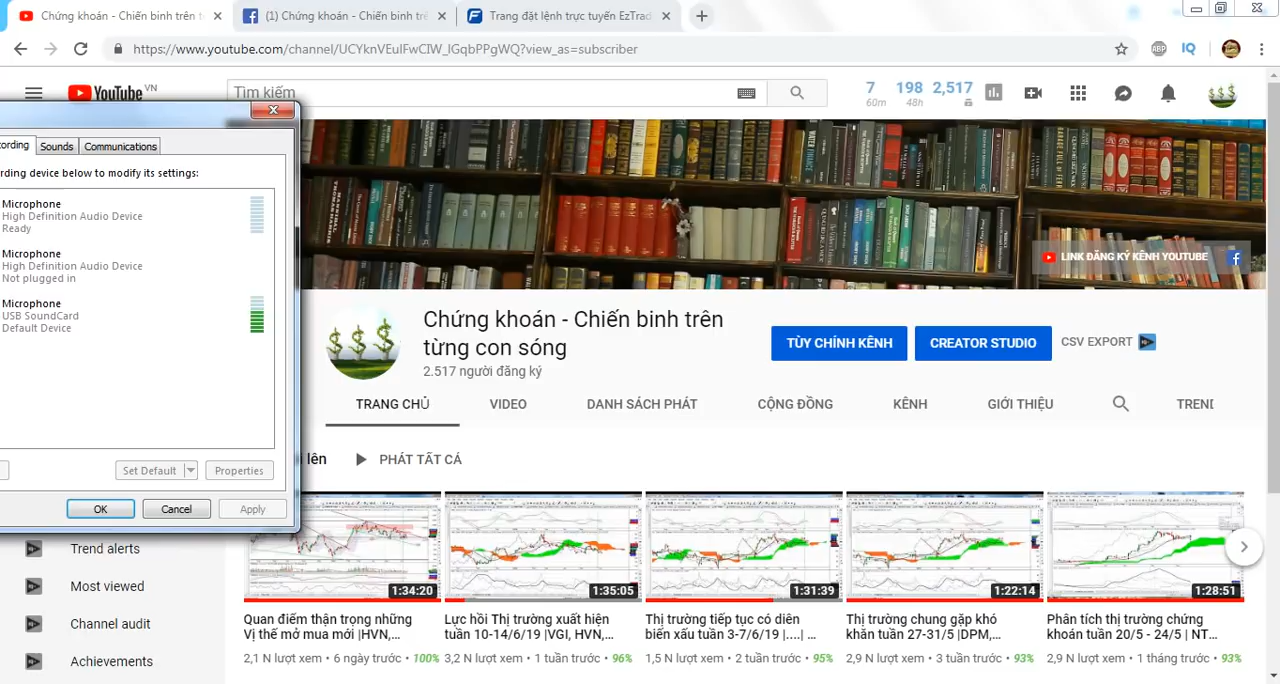 Chứng khoán - Chiến binh trên t
(1) Chứng khoán - Chiến binh trê
Trang đặt lệnh trực tuyến EzTrad
https://www.youtube.com/channel/UCYknVEulFwCIW_lGqbPPgWQ?view_as=subscriber
ABP
IQ
YouTube VN
Tìm kiếm
7 198 2,517
60m 48h
ording Sounds Communications
rding device below to modify its settings:
Microphone
High Definition Audio Device
Ready
Microphone
High Definition Audio Device
Not plugged in
Microphone
USB SoundCard
Default Device
Set Default Properties
OK Cancel Apply
LINK ĐĂNG KÝ KÊNH YOUTUBE
Chứng khoán - Chiến binh trên
từng con sóng
2.517 người đăng ký
TÙY CHỈNH KÊNH
CREATOR STUDIO
CSV EXPORT
TRANG CHỦ VIDEO DANH SÁCH PHÁT CỘNG ĐỒNG KÊNH GIỚI THIỆU TREND
i lên PHÁT TẤT CẢ
Trend alerts
Most viewed
Channel audit
Achievements
1:34:20
Quan điểm thận trọng những
Vị thế mở mua mới |HVN,...
2,1 N lượt xem • 6 ngày trước • 100%
1:35:05
Lực hồi Thị trường xuất hiện
tuần 10-14/6/19 |VGI, HVN,...
3,2 N lượt xem • 1 tuần trước • 96%
1:31:39
Thị trường tiếp tục có diên
biến xấu tuần 3-7/6/19 |....| ...
1,5 N lượt xem • 2 tuần trước • 95%
1:22:14
Thị trường chung gặp khó
khăn tuần 27-31/5 |DPM,...
2,9 N lượt xem • 3 tuần trước • 93%
1:28:51
Phân tích thị trường chứng
khoán tuần 20/5 - 24/5 | NT...
2,9 N lượt xem • 1 tháng trước • 93%